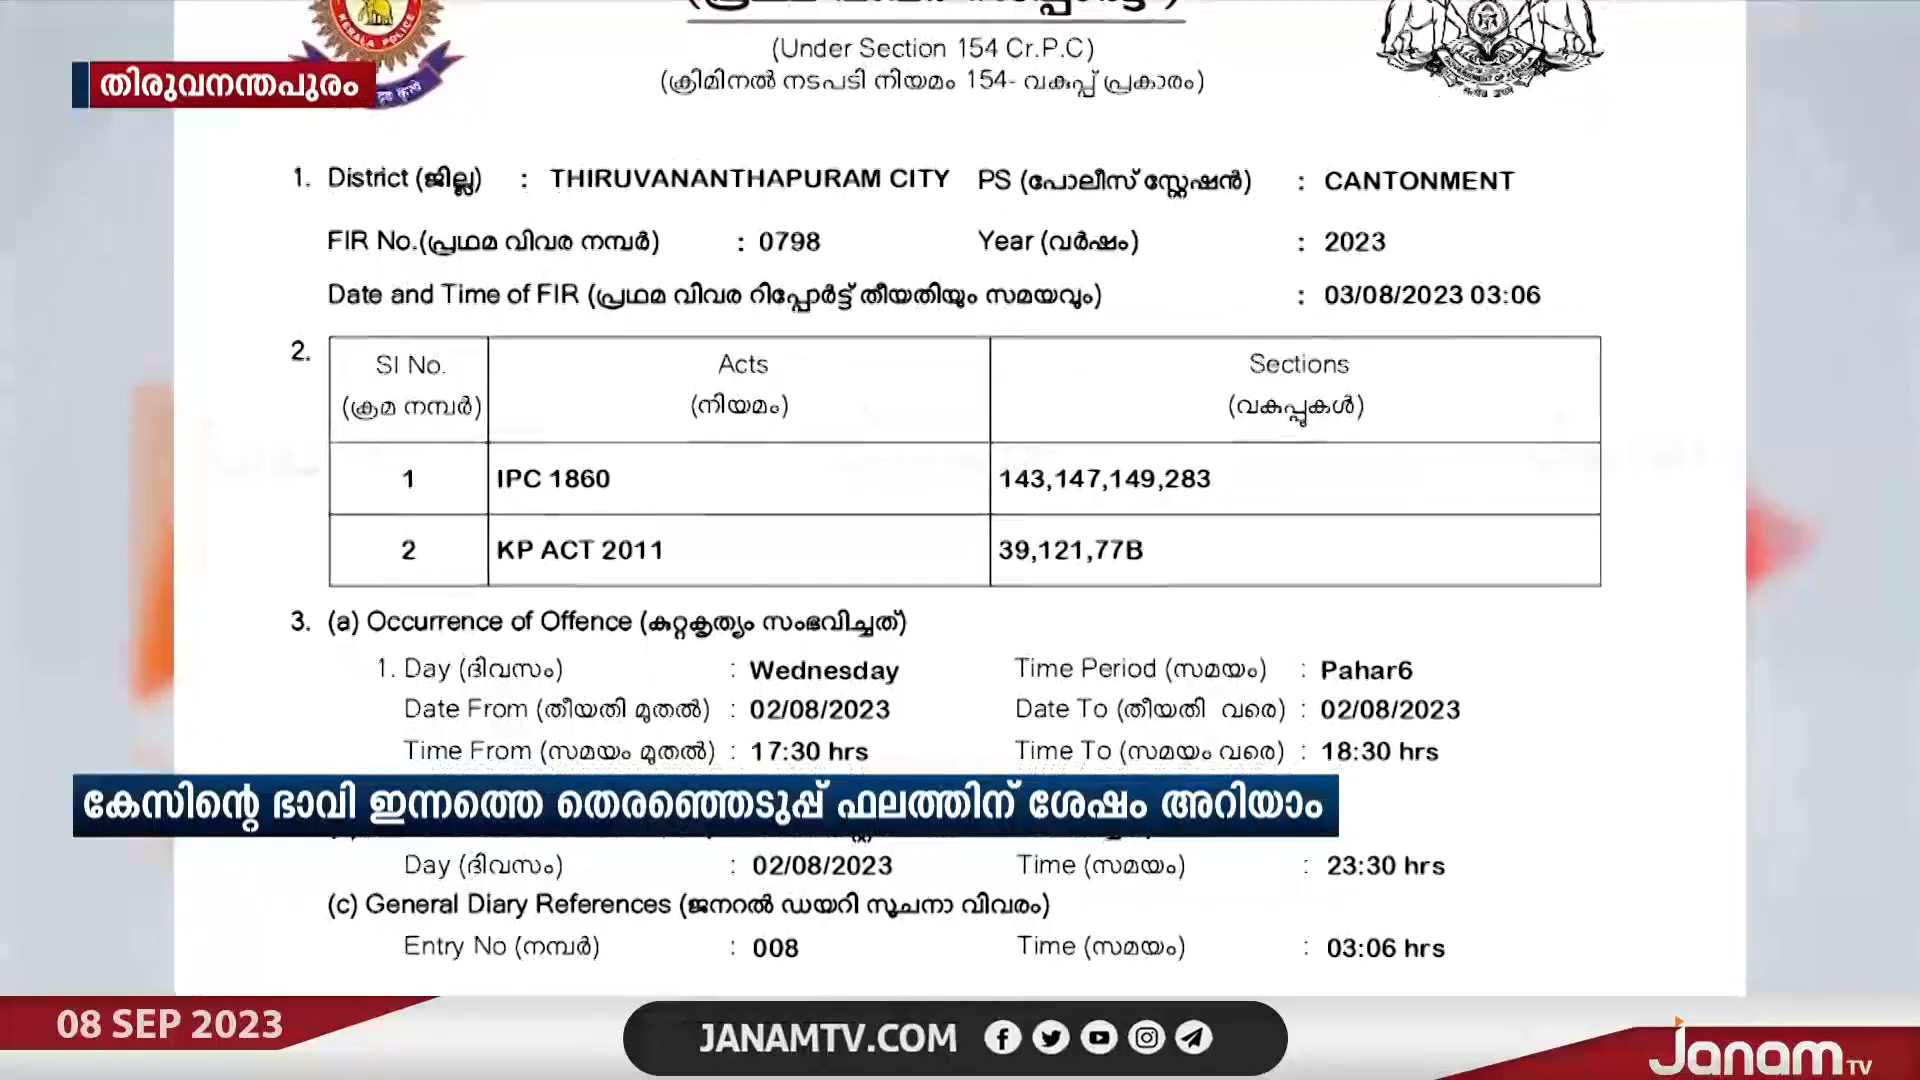 KERALA POLICE
(Under Section 154 Cr.P.C)
(ക്രിമിനൽ നടപടി നിയമം 154- വകുപ്പ് പ്രകാരം)
തിരുവനന്തപുരം
1. District (ജില്ല) : THIRUVANANTHAPURAM CITY PS (പോലീസ് സ്റ്റേഷൻ) : CANTONMENT
FIR No.(പ്രഥമ വിവര നമ്പർ) : 0798 Year (വർഷം) : 2023
Date and Time of FIR (പ്രഥമ വിവര റിപ്പോർട്ട് തീയതിയും സമയവും) : 03/08/2023 03:06
2. Sl No. Acts Sections
(ക്രമ നമ്പർ) (നിയമം) (വകുപ്പുകൾ)
1 IPC 1860 143,147,149,283
2 KP ACT 2011 39,121,77B
3. (a) Occurrence of Offence (കുറ്റകൃത്യം സംഭവിച്ചത്)
1. Day (ദിവസം) : Wednesday Time Period (സമയം) : Pahar6
Date From (തീയതി മുതൽ) : 02/08/2023 Date To (തീയതി വരെ) : 02/08/2023
Time From (സമയം മുതൽ) : 17:30 hrs Time To (സമയം വരെ) : 18:30 hrs
കേസിന്റെ ഭാവി ഇന്നത്തെ തെരഞ്ഞെടുപ്പ് ഫലത്തിന് ശേഷം അറിയാം
Day (ദിവസം) : 02/08/2023 Time (സമയം) : 23:30 hrs
(c) General Diary References (ജനറൽ ഡയറി സൂചനാ വിവരം)
Entry No (നമ്പർ) : 008 Time (സമയം) : 03:06 hrs
08 SEP 2023
JANAMTV.COM
Janam TV